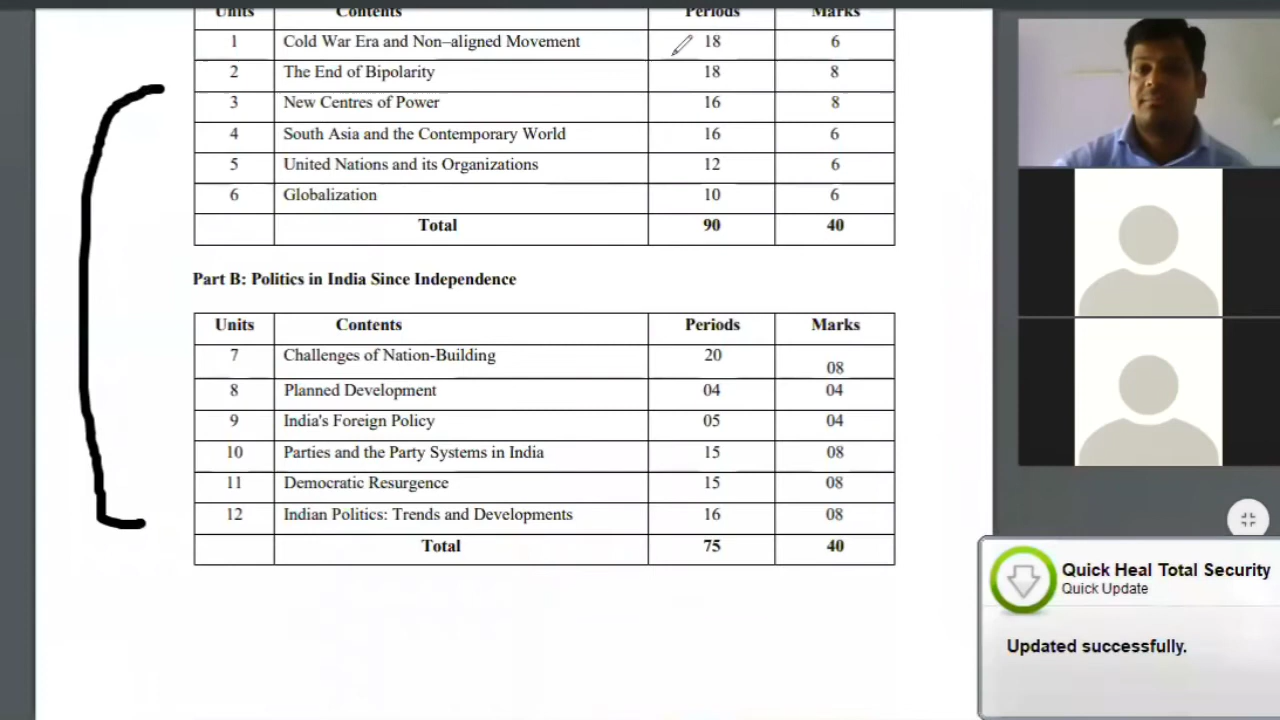 Units Contents Periods Marks
1 Cold War Era and Non–aligned Movement 18 6
2 The End of Bipolarity 18 8
3 New Centres of Power 16 8
4 South Asia and the Contemporary World 16 6
5 United Nations and its Organizations 12 6
6 Globalization 10 6
Total 90 40
Part B: Politics in India Since Independence
Units Contents Periods Marks
7 Challenges of Nation-Building 20 08
8 Planned Development 04 04
9 India's Foreign Policy 05 04
10 Parties and the Party Systems in India 15 08
11 Democratic Resurgence 15 08
12 Indian Politics: Trends and Developments 16 08
Total 75 40
Quick Heal Total Security
Quick Update
Updated successfully.